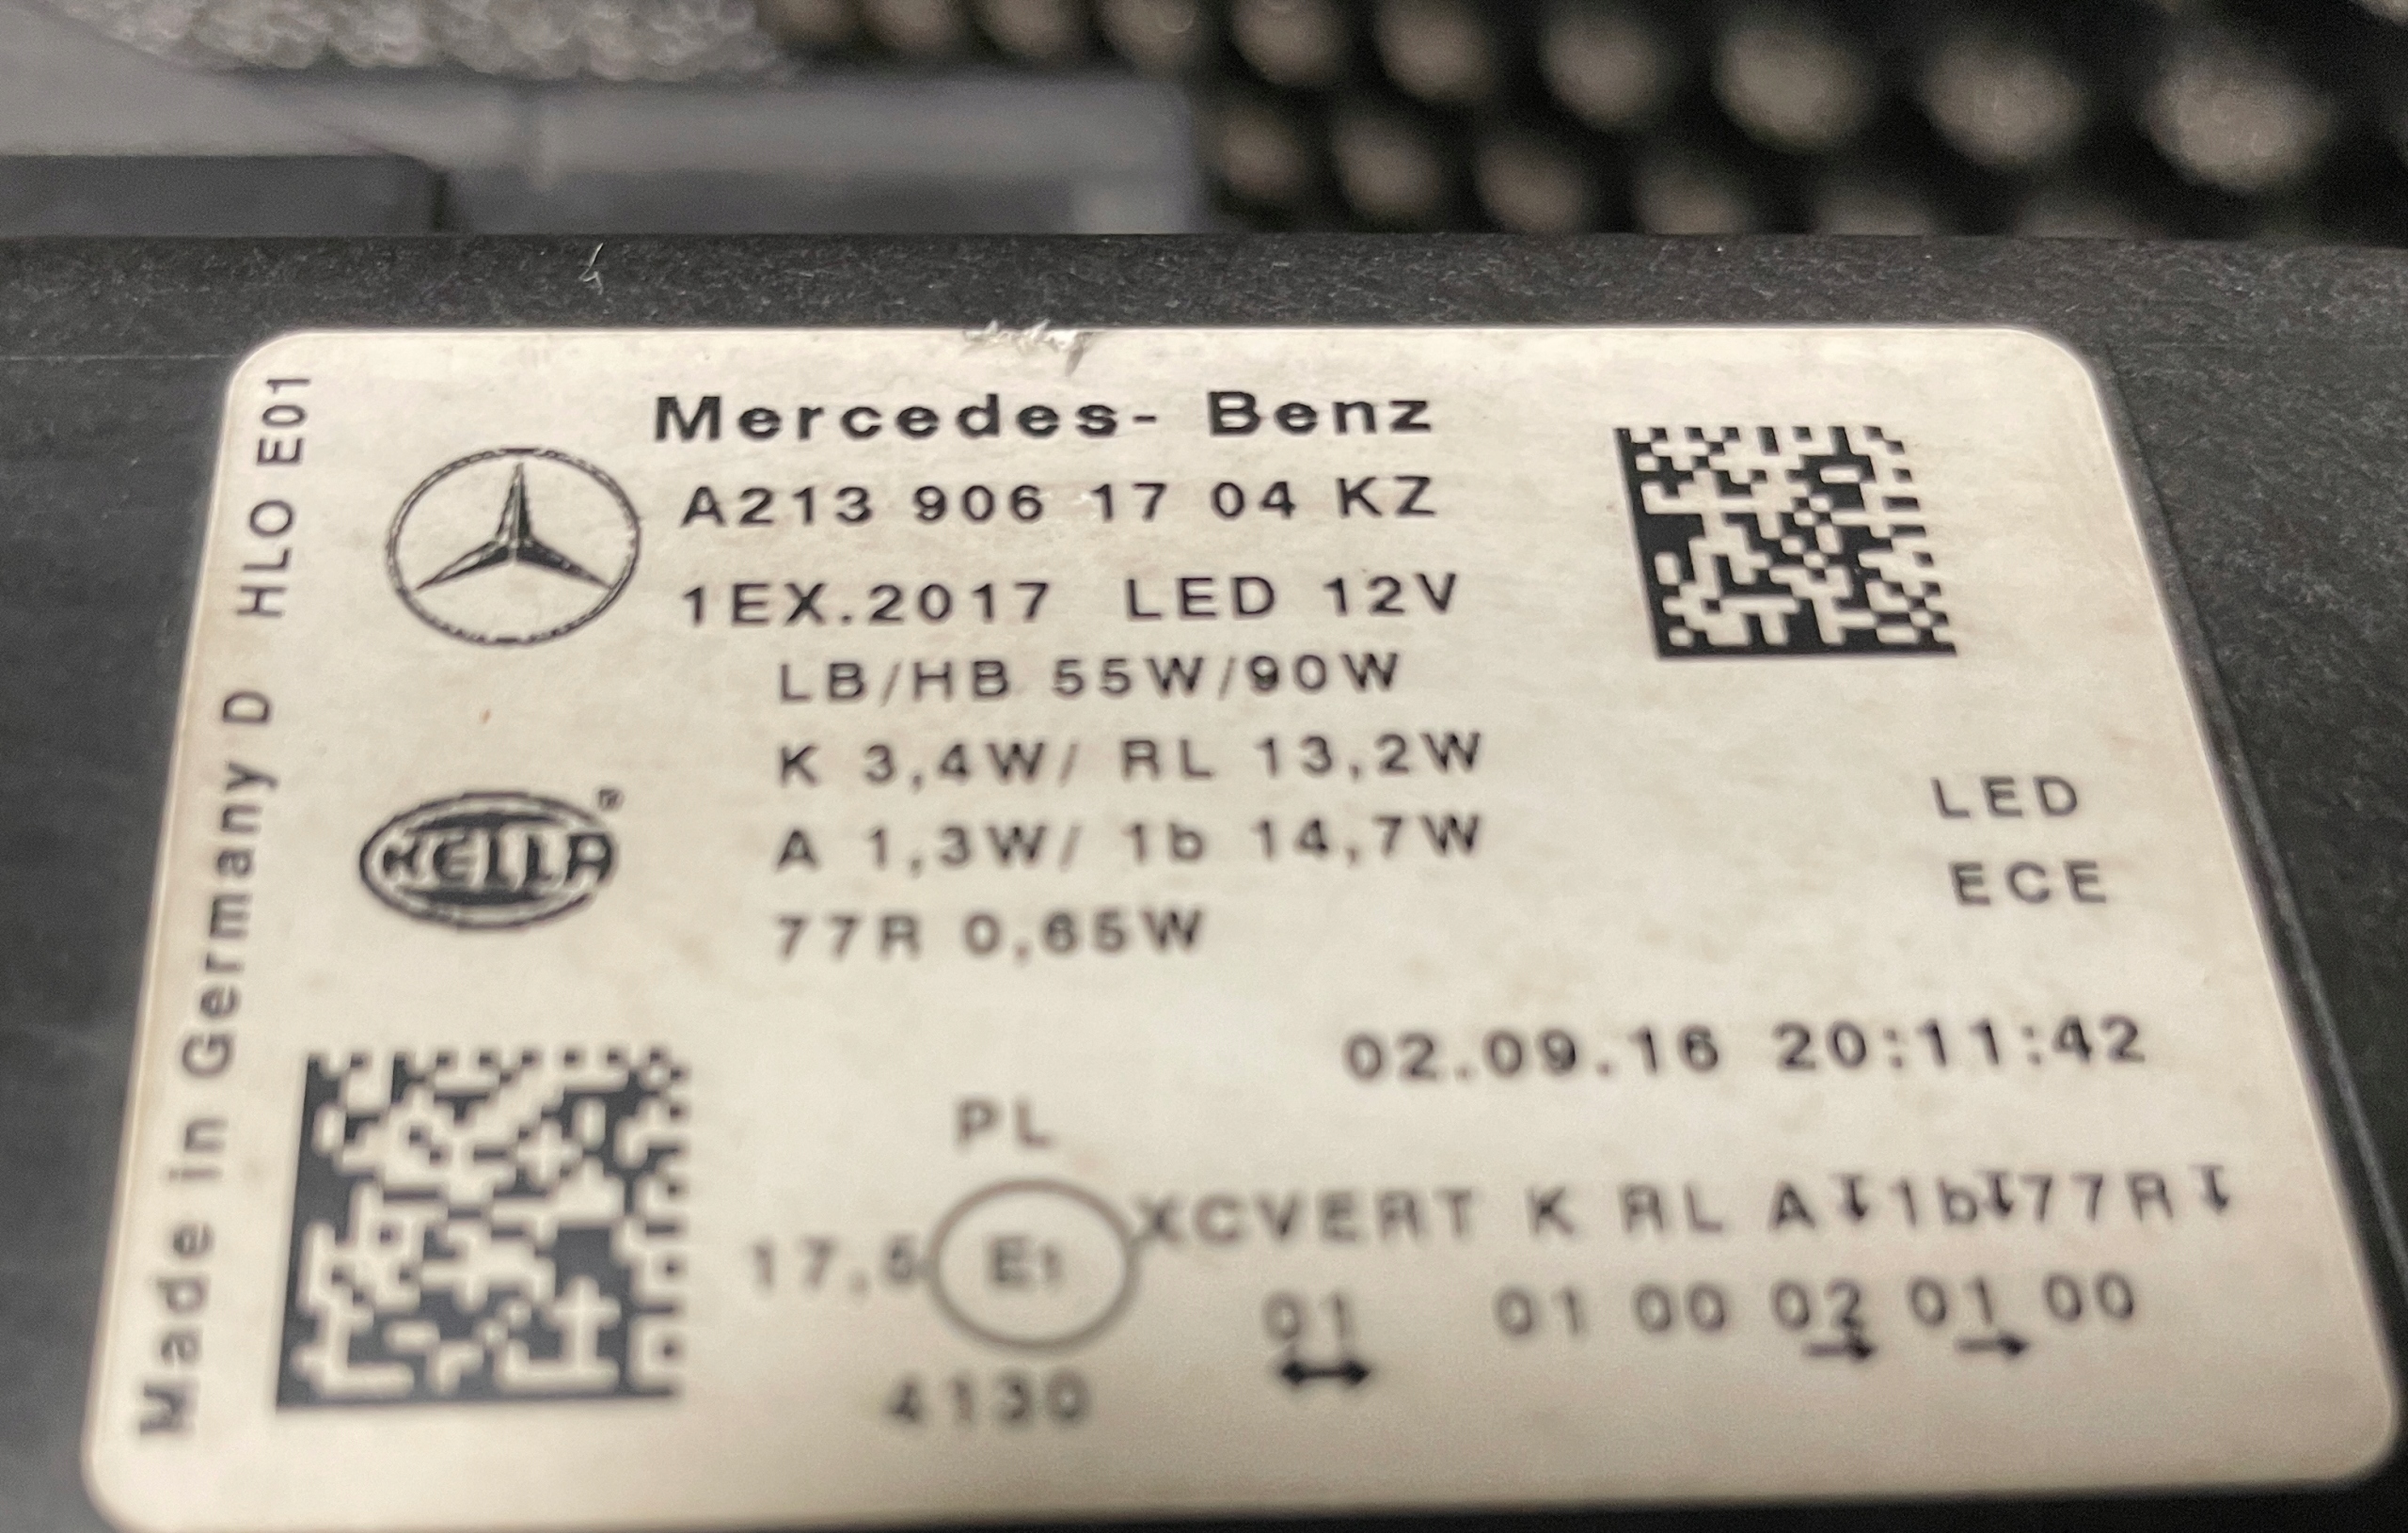 Mercedes- Benz
A213 906 17 04 KZ
1EX.2017 LED 12V
LB/HB 55W/90W
K 3,4W/ RL 13,2W
A 1,3W/ 1b 14,7W
77R 0,65W
HELLA®
LED
ECE
02.09.16 20:11:42
PL
17,5 E1 XCVERT K RL A↧1b↧77R↧
01 01 00 02 01 00
↔ → →
4130
Made in Germany D HLO E01